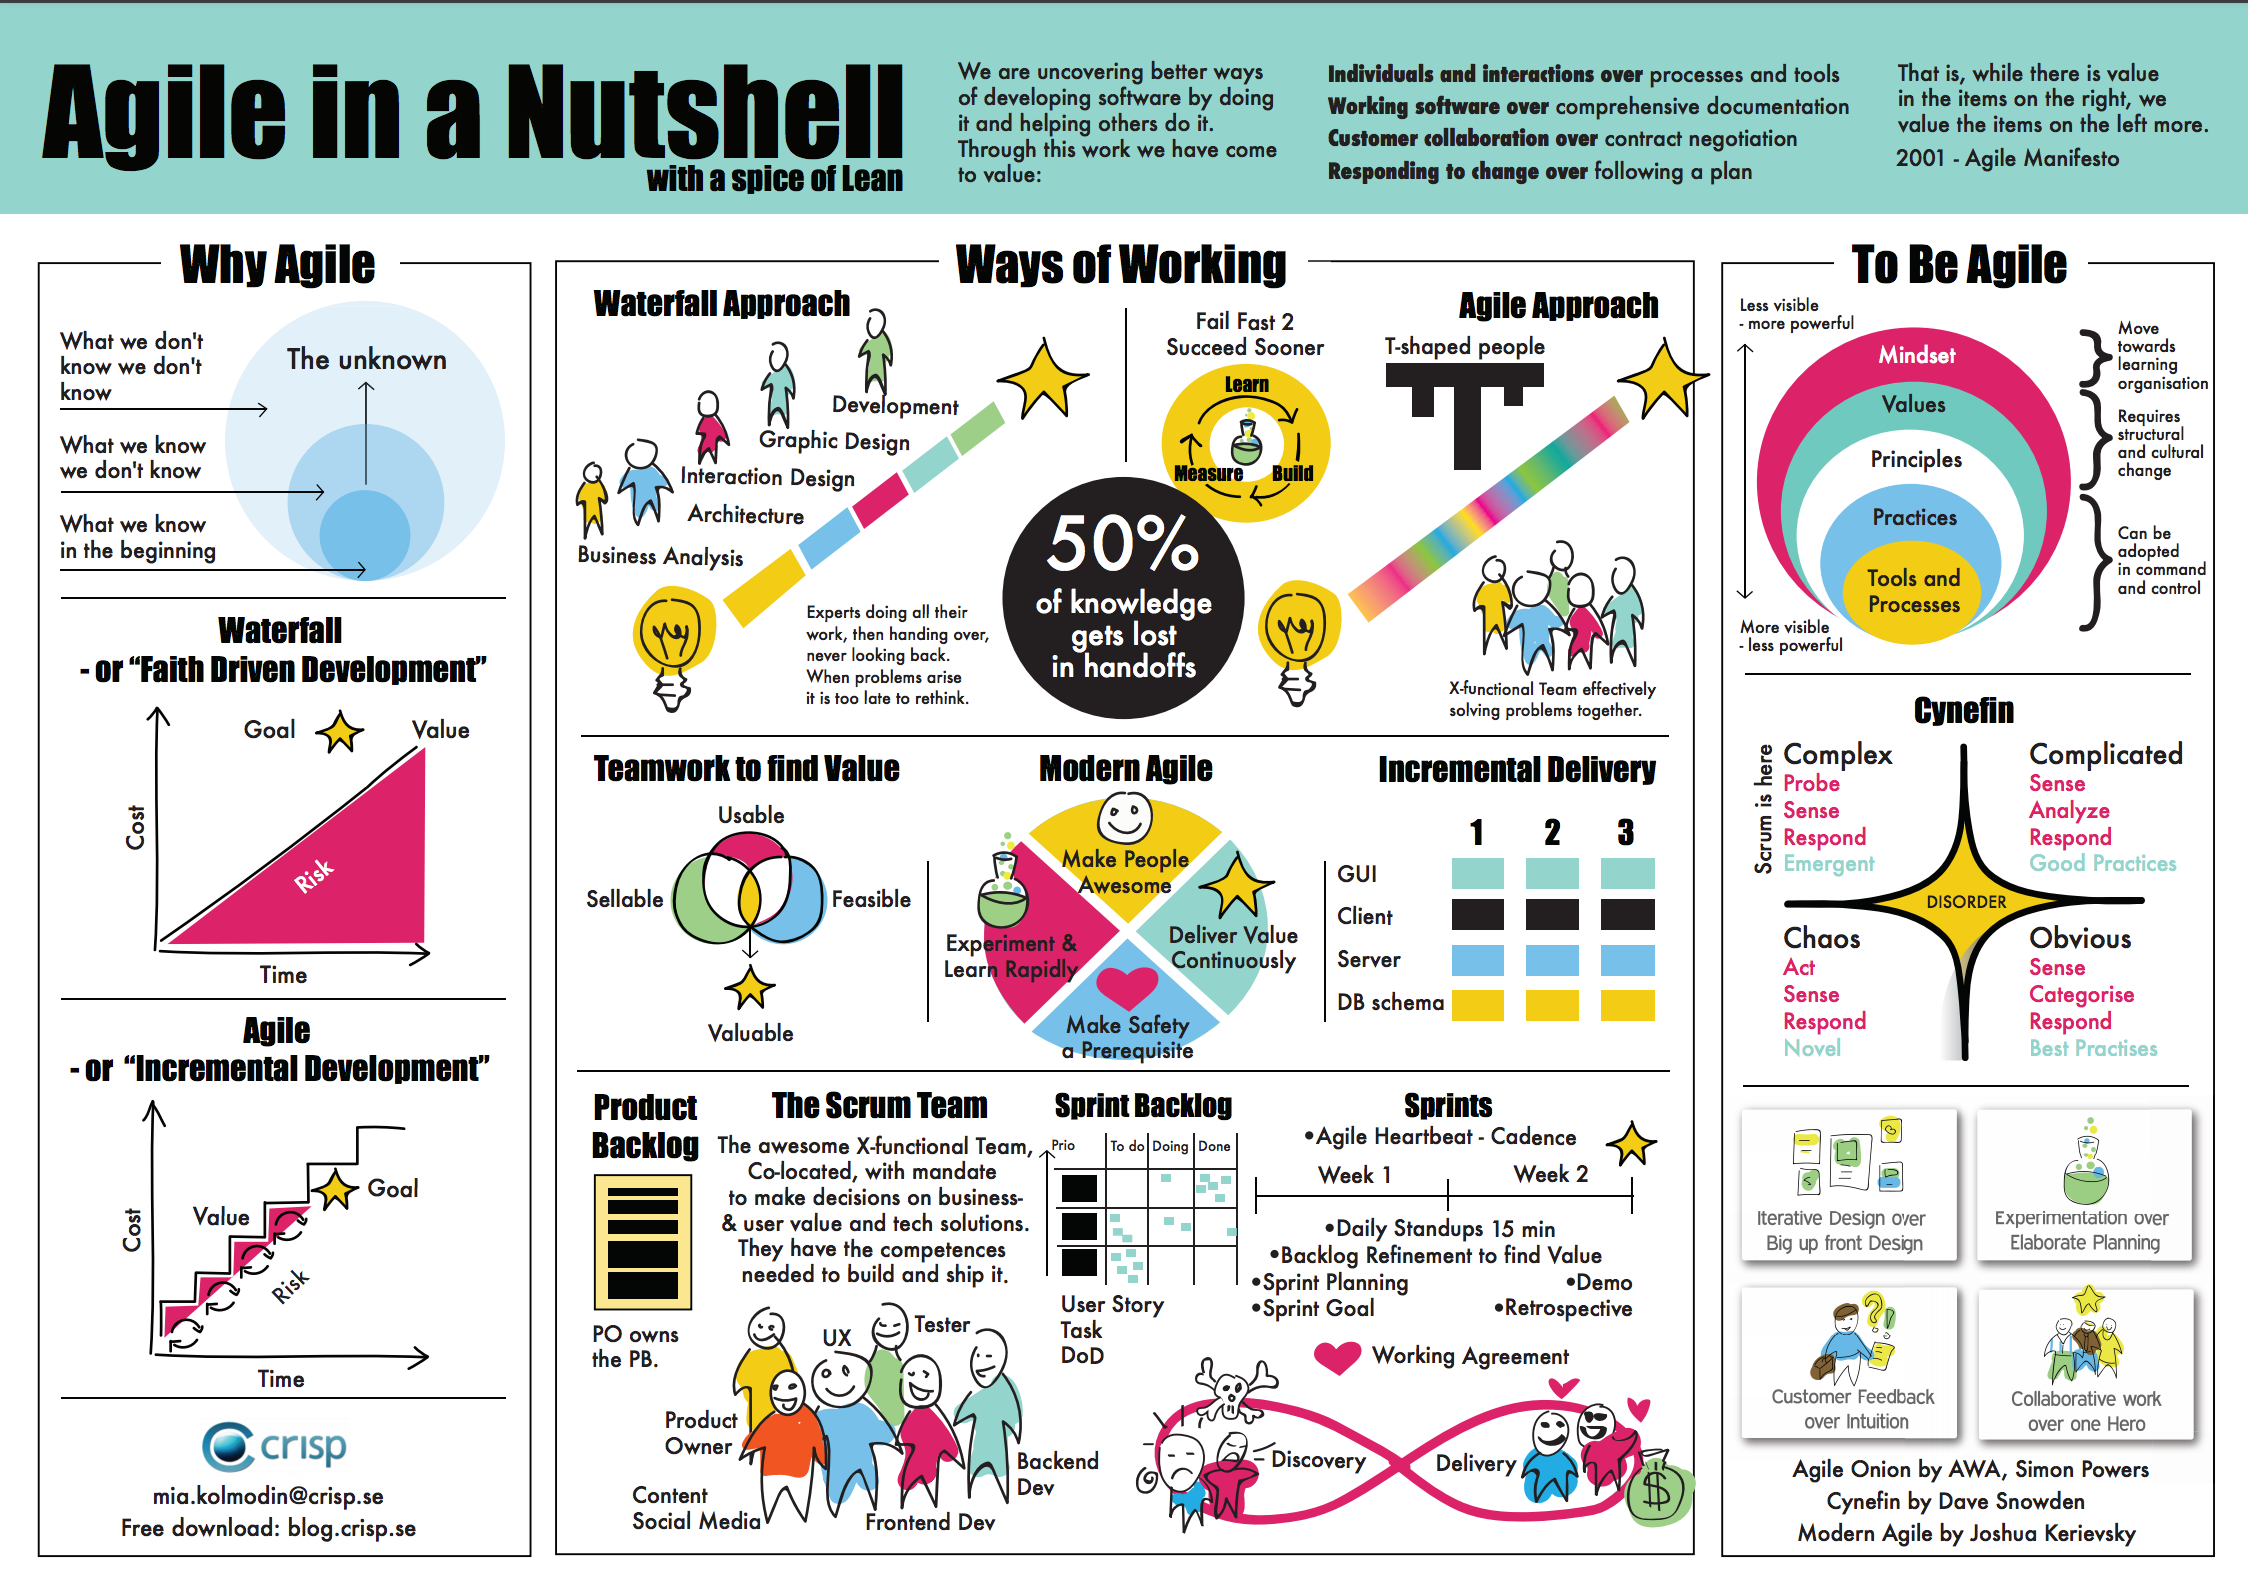 Agile in a Nutshell
with a spice of Lean
We are uncovering better ways
of developing software by doing
it and helping others do it.
Through this work we have come
to value:
Individuals and interactions over processes and tools
Working software over comprehensive documentation
Customer collaboration over contract negotiation
Responding to change over following a plan
That is, while there is value
in the items on the right, we
value the items on the left more.
2001 - Agile Manifesto
Why Agile
What we don't
know we don't
know
The unknown
What we know
we don't know
What we know
in the beginning
Waterfall
- or “Faith Driven Development”
Goal
Value
Cost
Risk
Time
Agile
- or “Incremental Development”
Cost
Value
Goal
Risk
Time
crisp
mia.kolmodin@crisp.se
Free download: blog.crisp.se
Ways of Working
Waterfall Approach
Development
Graphic Design
Interaction Design
Architecture
Business Analysis
Experts doing all their
work, then handing over,
never looking back.
When problems arise
it is too late to rethink.
50%
of knowledge
gets lost
in handoffs
Fail Fast 2
Succeed Sooner
Learn
Measure
Build
Agile Approach
T-shaped people
X-functional Team effectively
solving problems together.
Teamwork to find Value
Usable
Sellable
Feasible
Valuable
Modern Agile
Make People
Awesome
Experiment &
Learn Rapidly
Deliver Value
Continuously
Make Safety
a Prerequisite
Incremental Delivery
1 2 3
GUI
Client
Server
DB schema
Product
Backlog
PO owns
the PB.
The Scrum Team
The awesome X-functional Team,
Co-located, with mandate
to make decisions on business-
& user value and tech solutions.
They have the competences
needed to build and ship it.
UX
Tester
Product
Owner
Backend
Dev
Content
Social Media
Frontend Dev
Sprint Backlog
Prio
To do
Doing
Done
User Story
Task
DoD
Sprints
•Agile Heartbeat - Cadence
Week 1
Week 2
•Daily Standups 15 min
•Backlog Refinement to find Value
•Sprint Planning
•Demo
•Sprint Goal
•Retrospective
Working Agreement
Discovery
Delivery
$
To Be Agile
Less visible
- more powerful
Mindset
Values
Principles
Practices
Tools and
Processes
More visible
- less powerful
Move
towards
learning
organisation
Requires
structural
and cultural
change
Can be
adopted
in command
and control
Cynefin
Scrum is here
Complex
Probe
Sense
Respond
Emergent
Complicated
Sense
Analyze
Respond
Good Practices
DISORDER
Chaos
Act
Sense
Respond
Novel
Obvious
Sense
Categorise
Respond
Best Practises
Iterative Design over
Big up front Design
Experimentation over
Elaborate Planning
Customer Feedback
over Intuition
Collaborative work
over one Hero
Agile Onion by AWA, Simon Powers
Cynefin by Dave Snowden
Modern Agile by Joshua Kerievsky